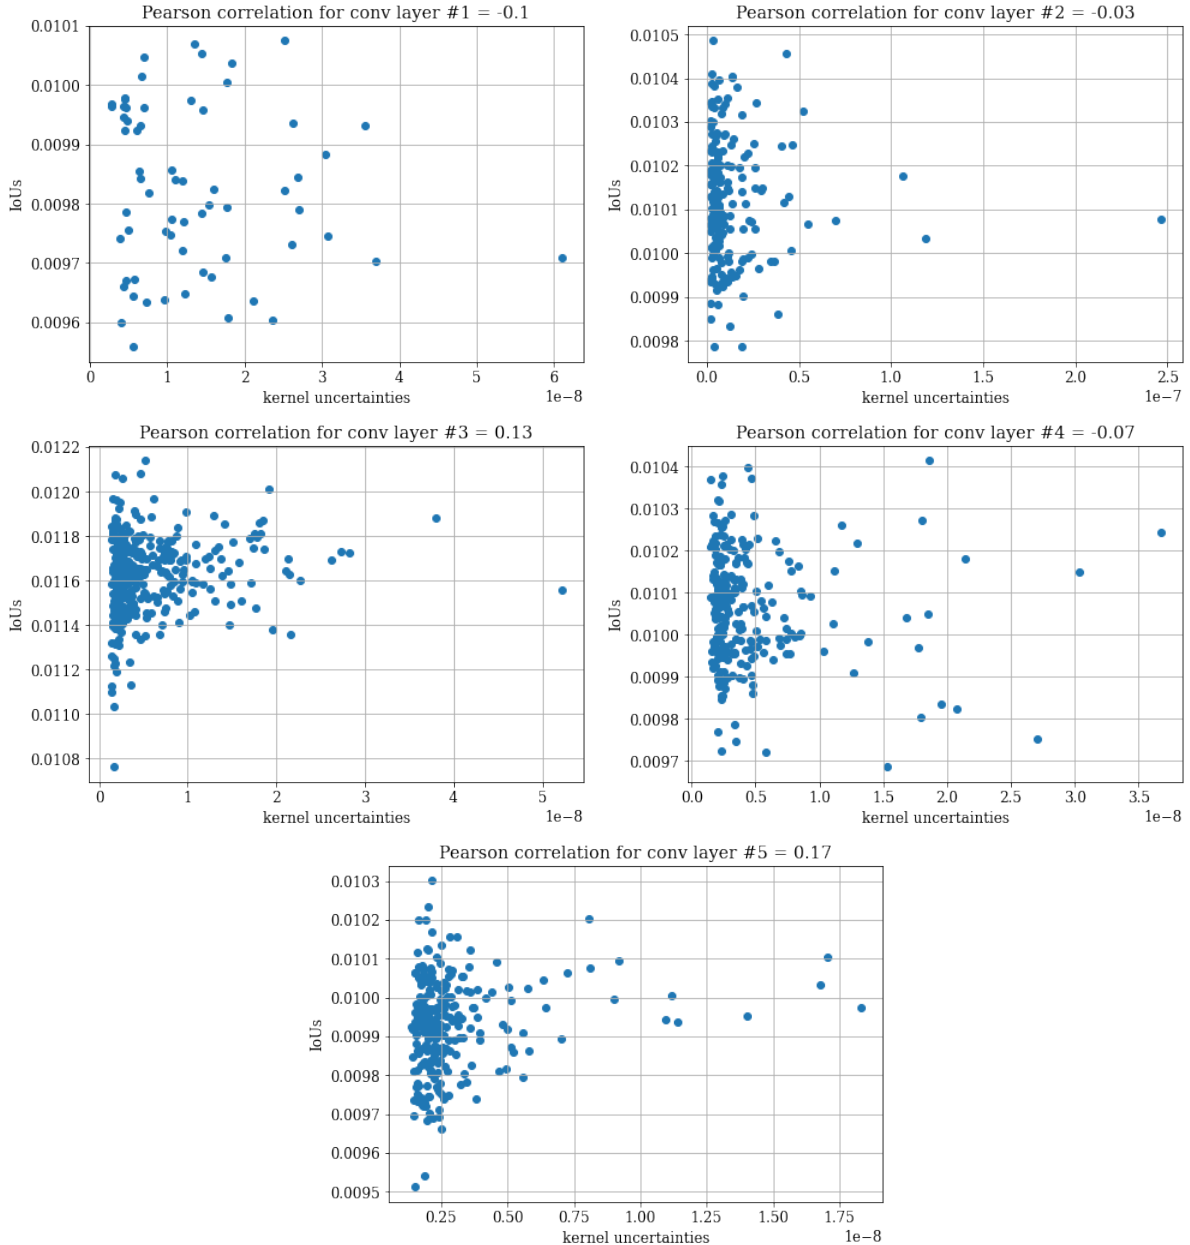 Pearson correlation for conv layer #1 = -0.1
0.0101
0.0100
0.0099
0.0098
0.0097
0.0096
IoUs
0 1 2 3 4 5 6
1e−8
kernel uncertainties
Pearson correlation for conv layer #2 = -0.03
0.0105
0.0104
0.0103
0.0102
0.0101
0.0100
0.0099
0.0098
IoUs
0.0 0.5 1.0 1.5 2.0 2.5
1e−7
kernel uncertainties
Pearson correlation for conv layer #3 = 0.13
0.0122
0.0120
0.0118
0.0116
0.0114
0.0112
0.0110
0.0108
IoUs
0 1 2 3 4 5
1e−8
kernel uncertainties
Pearson correlation for conv layer #4 = -0.07
0.0104
0.0103
0.0102
0.0101
0.0100
0.0099
0.0098
0.0097
IoUs
0.0 0.5 1.0 1.5 2.0 2.5 3.0 3.5
1e−8
kernel uncertainties
Pearson correlation for conv layer #5 = 0.17
0.0103
0.0102
0.0101
0.0100
0.0099
0.0098
0.0097
0.0096
0.0095
IoUs
0.25 0.50 0.75 1.00 1.25 1.50 1.75
1e−8
kernel uncertainties